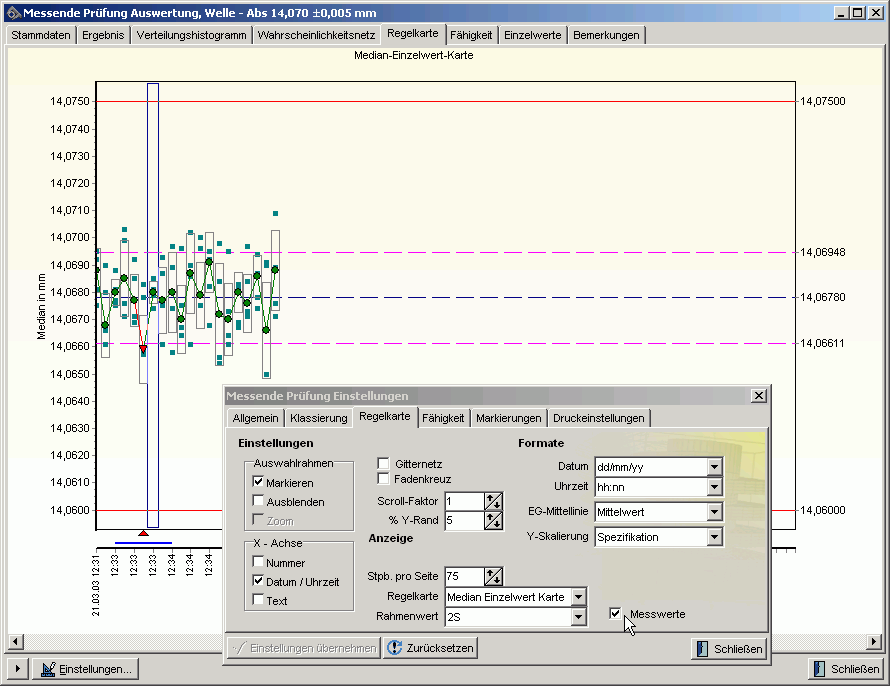 Messende Prüfung Auswertung, Welle - Abs 14,070 ±0,005 mm
Stammdaten Ergebnis Verteilungshistogramm Wahrscheinlichkeitsnetz Regelkarte Fähigkeit Einzelwerte Bemerkungen
Median-Einzelwert-Karte
Median in mm
14,0750
14,0740
14,0730
14,0720
14,0710
14,0700
14,0690
14,0680
14,0670
14,0660
14,0650
14,0640
14,0630
14,0620
14,0610
14,0600
14,07500
14,06948
14,06780
14,06611
14,06000
21.03.03 12:31
12:33
12:33
12:33
12:34
12:34
12:34
Messende Prüfung Einstellungen
Allgemein Klassierung Regelkarte Fähigkeit Markierungen Druckeinstellungen
Einstellungen
Auswahlrahmen
Markieren
Ausblenden
Zoom
X - Achse
Nummer
Datum / Uhrzeit
Text
Gitternetz
Fadenkreuz
Scroll-Faktor 1
% Y-Rand 5
Anzeige
Stpb. pro Seite 75
Regelkarte Median Einzelwert Karte
Rahmenwert 2S
Formate
Datum dd/mm/yy
Uhrzeit hh:nn
EG-Mittellinie Mittelwert
Y-Skalierung Spezifikation
Messwerte
Einstellungen übernehmen Zurücksetzen Schließen
Einstellungen... Schließen